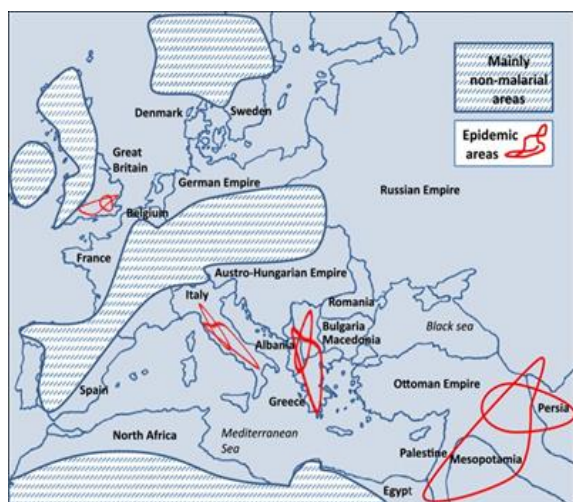 Mainly
non-malarial
areas
Epidemic
areas
Denmark
Sweden
Great
Britain
German Empire
Belgium
Russian Empire
France
Austro-Hungarian Empire
Italy
Romania
Bulgaria
Black sea
Albania
Macedonia
Ottoman Empire
Spain
Greece
Persia
North Africa
Mediterranean
Sea
Palestine
Mesopotamia
Egypt